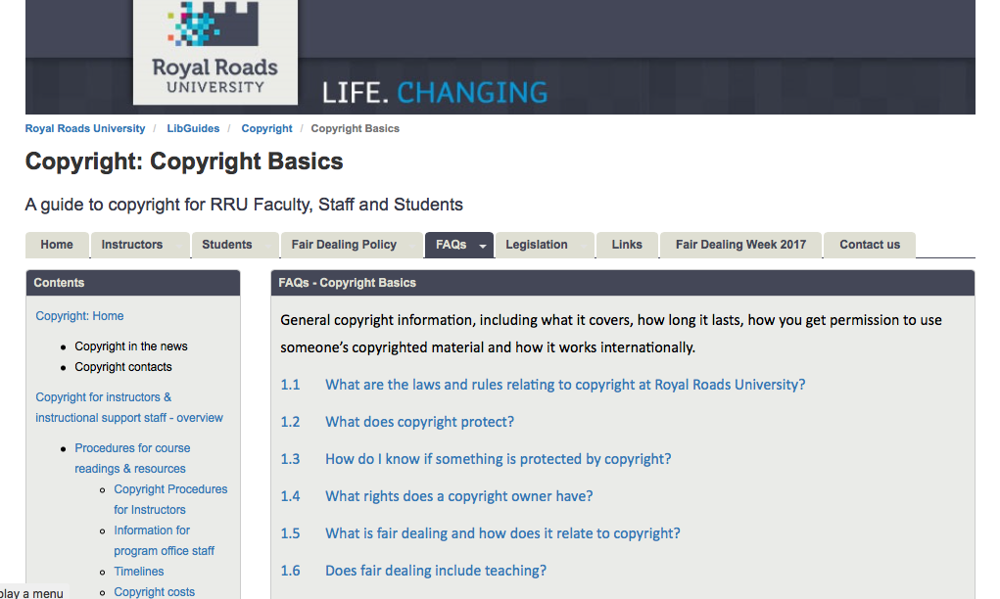 Royal Roads
UNIVERSITY
LIFE. CHANGING
Royal Roads University / LibGuides / Copyright / Copyright Basics
Copyright: Copyright Basics
A guide to copyright for RRU Faculty, Staff and Students
Home Instructors Students Fair Dealing Policy FAQs Legislation Links Fair Dealing Week 2017 Contact us
Contents
Copyright: Home
Copyright in the news
Copyright contacts
Copyright for instructors &
instructional support staff - overview
Procedures for course
readings & resources
Copyright Procedures
for Instructors
Information for
program office staff
Timelines
Copyright costs
FAQs - Copyright Basics
General copyright information, including what it covers, how long it lasts, how you get permission to use
someone’s copyrighted material and how it works internationally.
1.1 What are the laws and rules relating to copyright at Royal Roads University?
1.2 What does copyright protect?
1.3 How do I know if something is protected by copyright?
1.4 What rights does a copyright owner have?
1.5 What is fair dealing and how does it relate to copyright?
1.6 Does fair dealing include teaching?
play a menu